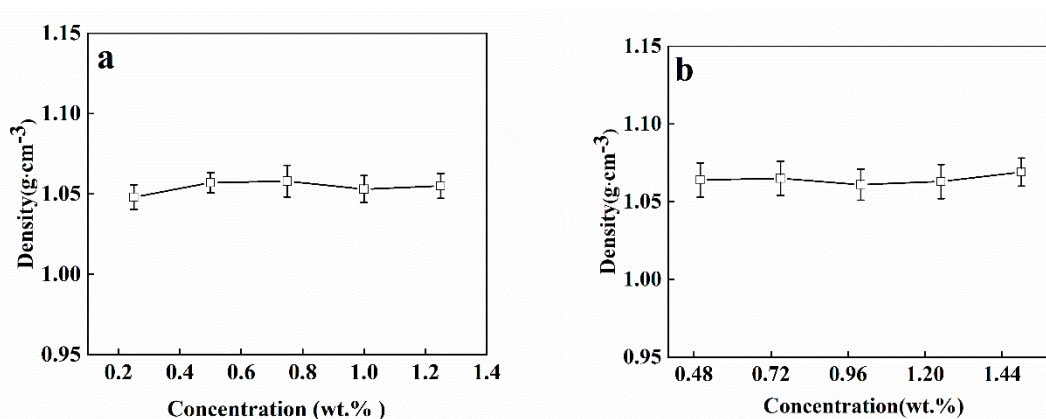 a
1.15
1.10
1.05
1.00
0.95
Density(g·cm-3)
0.2 0.4 0.6 0.8 1.0 1.2 1.4
Concentration (wt.% )
b
1.15
1.10
1.05
1.00
0.95
Density(g·cm-3)
0.48 0.72 0.96 1.20 1.44
Concentration(wt.%)